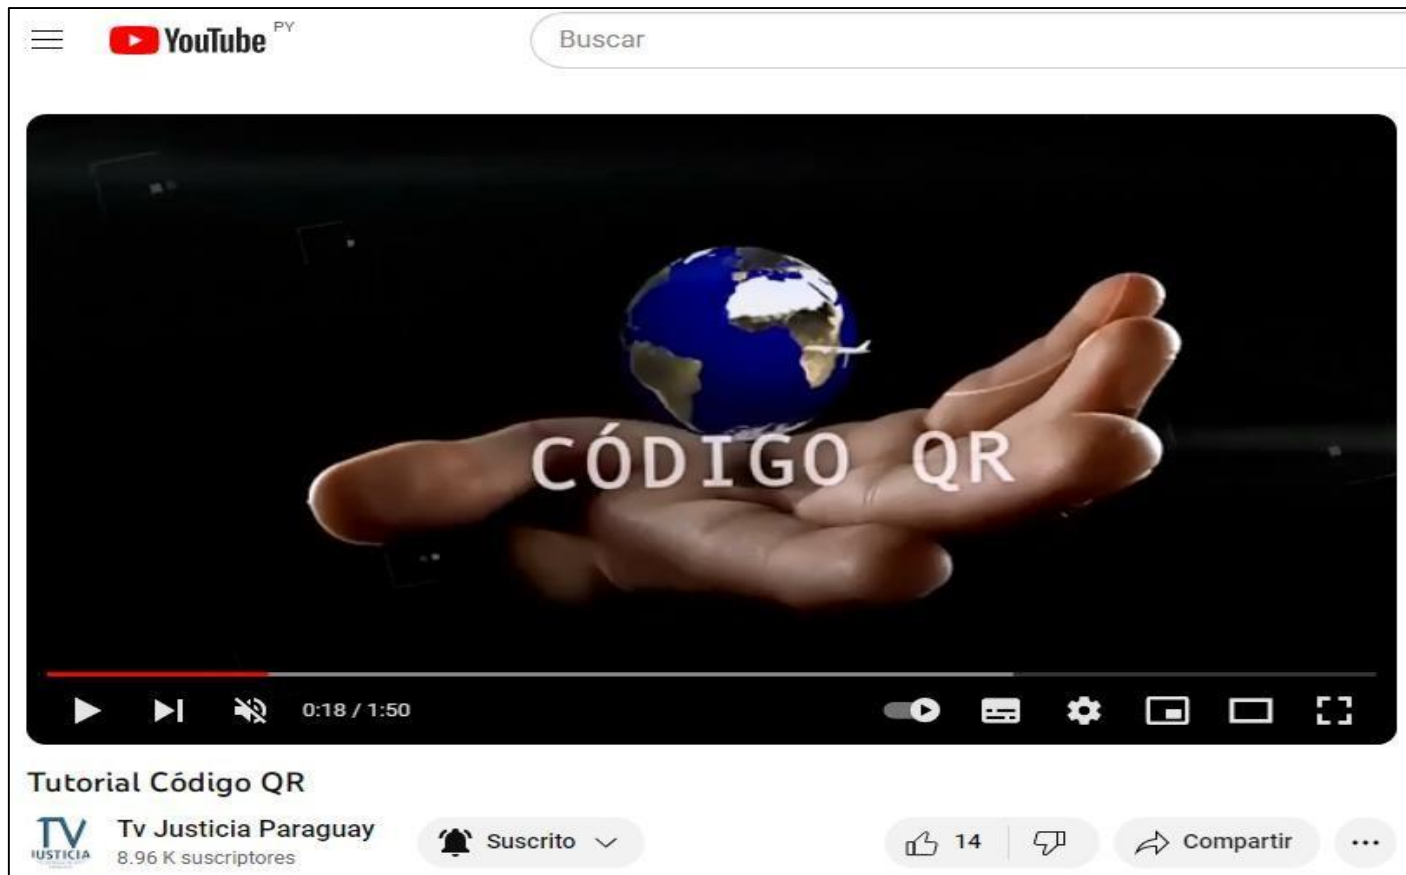 YouTube PY
Buscar
CÓDIGO QR
0:18 / 1:50
Tutorial Código QR
TV JUSTICIA
Tv Justicia Paraguay
8.96 K suscriptores
Suscrito
14
Compartir